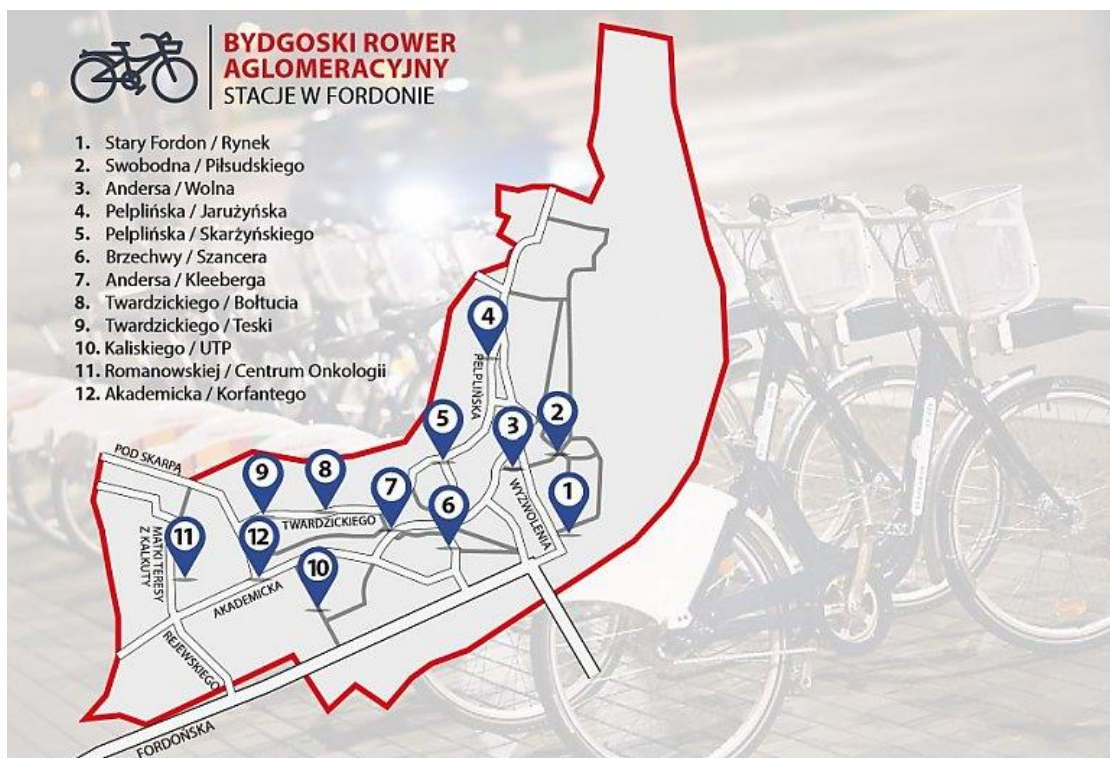 BYDGOSKI ROWER
AGLOMERACYJNY
STACJE W FORDONIE
1. Stary Fordon / Rynek
2. Swobodna / Piłsudskiego
3. Andersa / Wolna
4. Pelplińska / Jarużyńska
5. Pelplińska / Skarżyńskiego
6. Brzechwy / Szancera
7. Andersa / Kleeberga
8. Twardzickiego / Bołtucia
9. Twardzickiego / Teski
10. Kaliskiego / UTP
11. Romanowskiej / Centrum Onkologii
12. Akademicka / Korfantego
4
PELPLIŃSKA
5
3
2
POD SKARPĄ
9
8
7
6
1
WYZWOLENIA
TWARDZICKIEGO
11
12
10
MATKI TERESY
Z KALKUTY
AKADEMICKA
REJEWSKIEGO
FORDOŃSKA